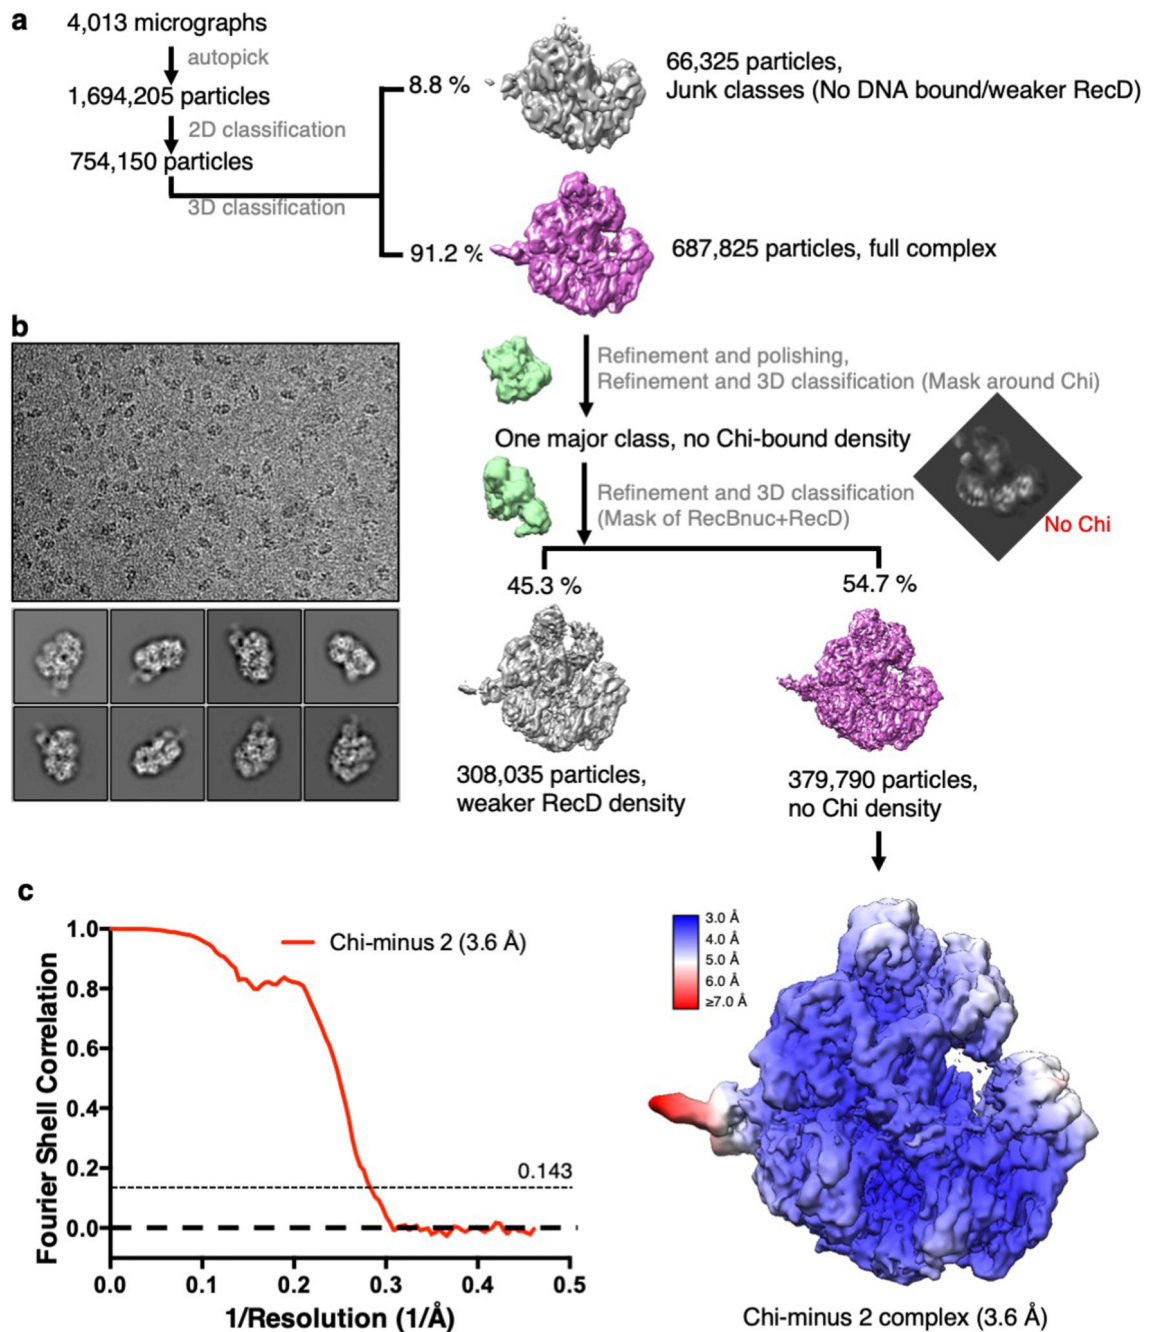 a
4,013 micrographs
autopick
1,694,205 particles
2D classification
754,150 particles
3D classification
8.8 %
66,325 particles,
Junk classes (No DNA bound/weaker RecD)
91.2 %
687,825 particles, full complex
Refinement and polishing,
Refinement and 3D classification (Mask around Chi)
One major class, no Chi-bound density
Refinement and 3D classification
(Mask of RecBnuc+RecD)
No Chi
45.3 %
54.7 %
308,035 particles,
weaker RecD density
379,790 particles,
no Chi density
b
c
Fourier Shell Correlation
1.0
0.8
0.6
0.4
0.2
0.0
Chi-minus 2 (3.6 Å)
0.143
0.0 0.1 0.2 0.3 0.4 0.5
1/Resolution (1/Å)
3.0 Å
4.0 Å
5.0 Å
6.0 Å
≥7.0 Å
Chi-minus 2 complex (3.6 Å)